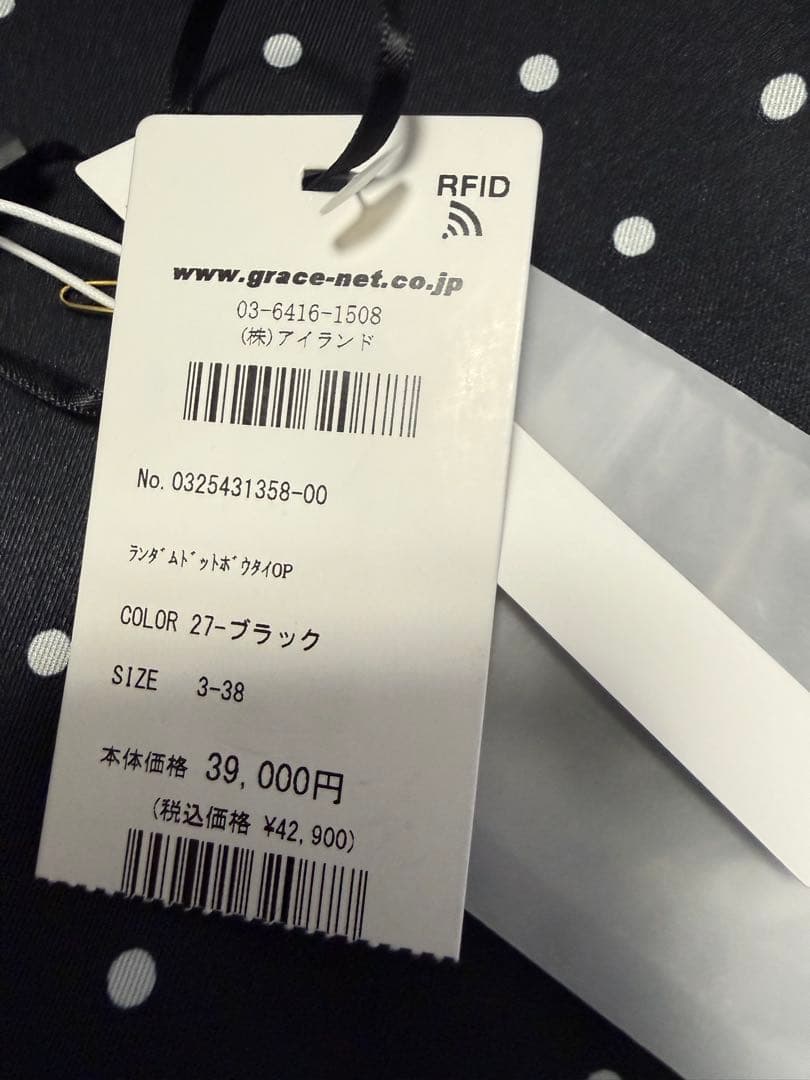 RFID
www.grace-net.co.jp
03-6416-1508
(株)アイランド
No. 0325431358-00
ﾗﾝﾀﾞﾑﾄﾞｯﾄﾎﾞｳﾀｲOP
COLOR 27-ブラック
SIZE 3-38
本体価格 39,000円
(税込価格 ¥42,900)